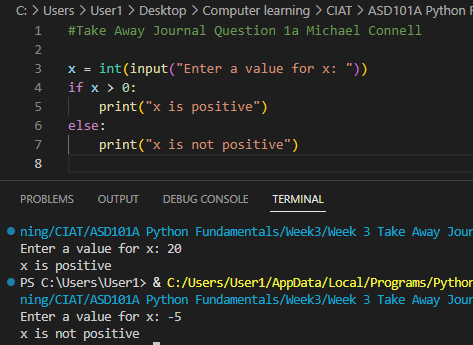 C: > Users > User1 > Desktop > Computer learning > CIAT > ASD101A Python F
1 #Take Away Journal Question 1a Michael Connell
2
3 x = int(input("Enter a value for x: "))
4 if x > 0:
5     print("x is positive")
6 else:
7     print("x is not positive")
8
PROBLEMS OUTPUT DEBUG CONSOLE TERMINAL
ning/CIAT/ASD101A Python Fundamentals/Week3/Week 3 Take Away Jour
Enter a value for x: 20
x is positive
PS C:\Users\User1> & C:/Users/User1/AppData/Local/Programs/Python
ning/CIAT/ASD101A Python Fundamentals/Week3/Week 3 Take Away Jour
Enter a value for x: -5
x is not positive